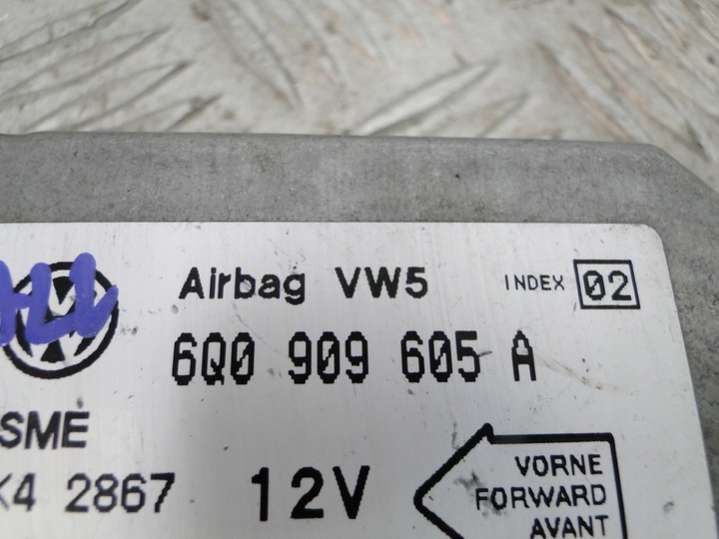 Airbag VW5 INDEX 02
6Q0 909 605 A
SME
K4 2867 12V
VORNE
FORWARD
AVANT